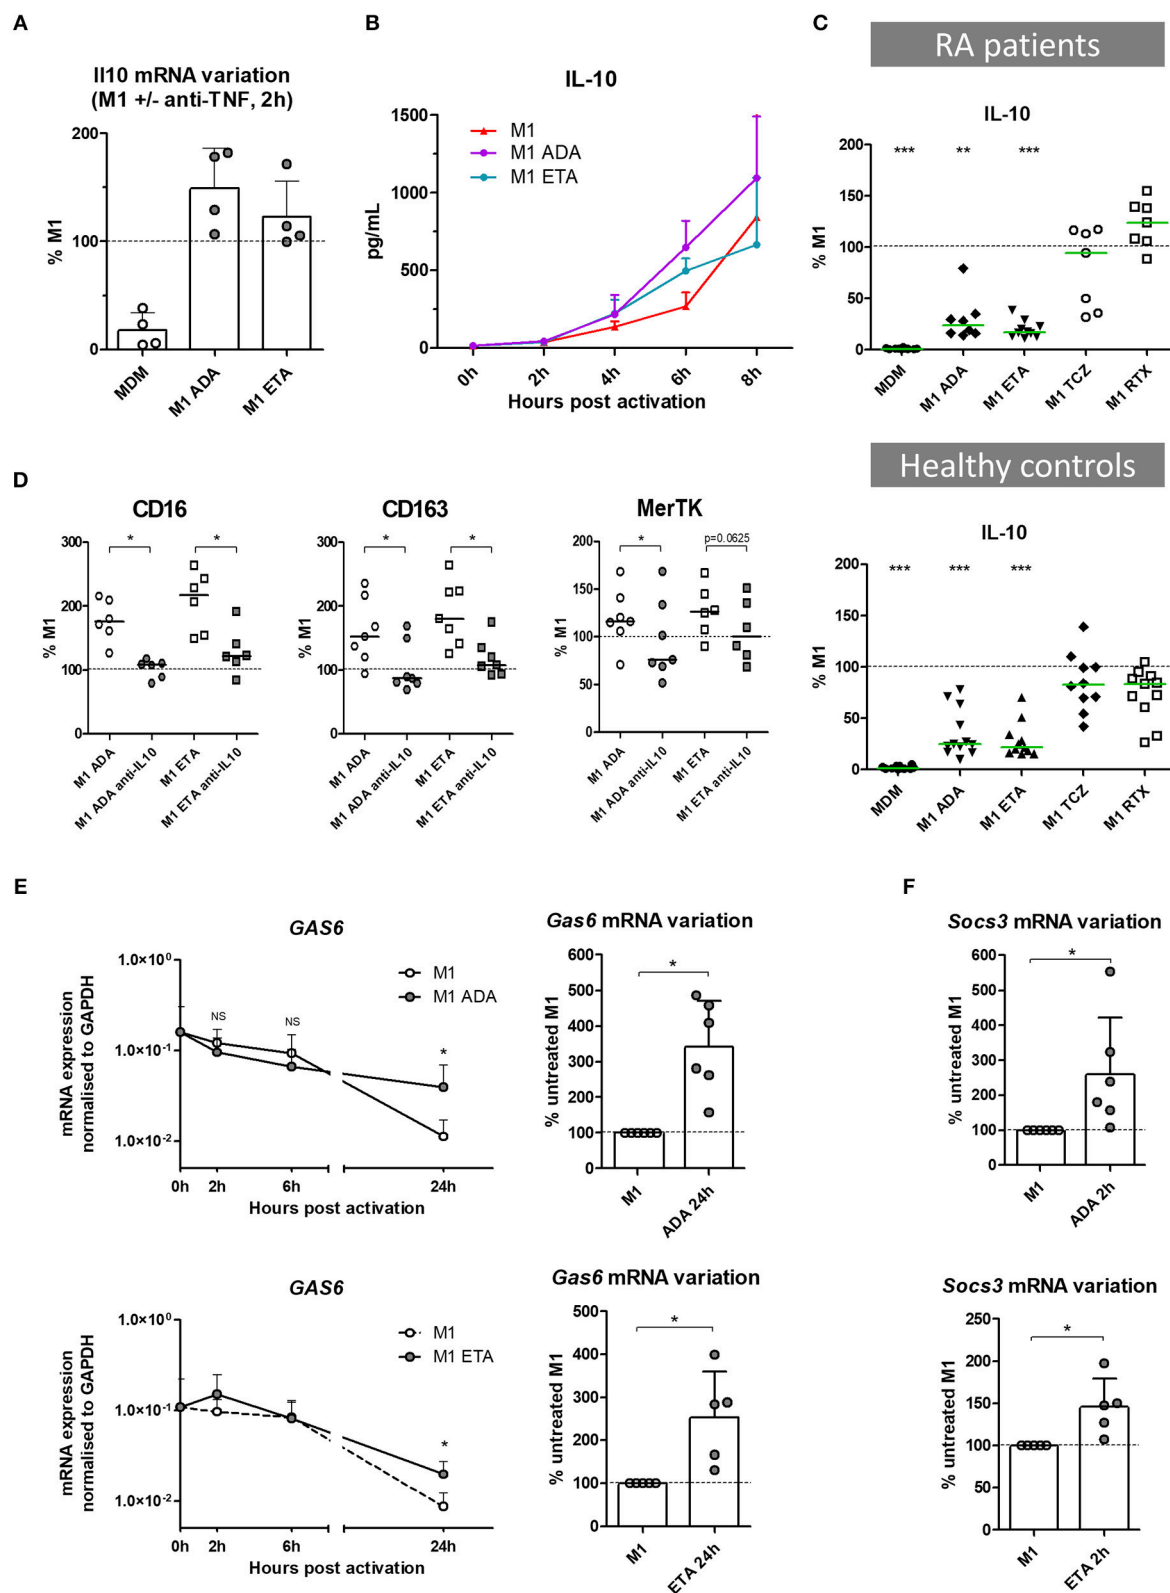 A
Il10 mRNA variation
(M1 +/- anti-TNF, 2h)
% M1
200
100
0
MDM
M1 ADA
M1 ETA
B
IL-10
pg/mL
1500
1000
500
0
M1
M1 ADA
M1 ETA
0h
2h
4h
6h
8h
Hours post activation
C
RA patients
IL-10
% M1
200
150
100
50
0
***
**
***
MDM
M1 ADA
M1 ETA
M1 TCZ
M1 RTX
Healthy controls
IL-10
% M1
200
150
100
50
0
***
***
***
MDM
M1 ADA
M1 ETA
M1 TCZ
M1 RTX
D
CD16
% M1
300
200
100
0
*
*
M1 ADA
M1 ADA anti-IL10
M1 ETA
M1 ETA anti-IL10
CD163
% M1
300
200
100
0
*
*
M1 ADA
M1 ADA anti-IL10
M1 ETA
M1 ETA anti-IL10
MerTK
% M1
200
150
100
50
0
*
p=0.0625
M1 ADA
M1 ADA anti-IL10
M1 ETA
M1 ETA anti-IL10
E
GAS6
mRNA expression
normalised to GAPDH
1.0×10⁰
1.0×10⁻¹
1.0×10⁻²
M1
M1 ADA
NS
NS
*
0h
2h
6h
24h
Hours post activation
Gas6 mRNA variation
% untreated M1
600
500
400
300
200
100
0
*
M1
ADA 24h
GAS6
mRNA expression
normalised to GAPDH
1.0×10⁰
1.0×10⁻¹
1.0×10⁻²
M1
M1 ETA
*
0h
2h
6h
24h
Hours post activation
Gas6 mRNA variation
% untreated M1
500
400
300
200
100
0
*
M1
ETA 24h
F
Socs3 mRNA variation
% untreated M1
600
500
400
300
200
100
0
*
M1
ADA 2h
Socs3 mRNA variation
% untreated M1
250
200
150
100
50
0
*
M1
ETA 2h